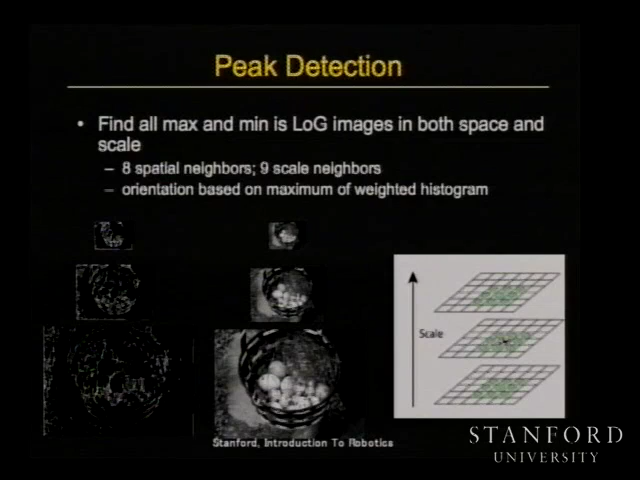 Peak Detection
• Find all max and min is LoG images in both space and
scale
– 8 spatial neighbors; 9 scale neighbors
– orientation based on maximum of weighted histogram
Scale
Stanford, Introduction To Robotics
STANFORD
UNIVERSITY